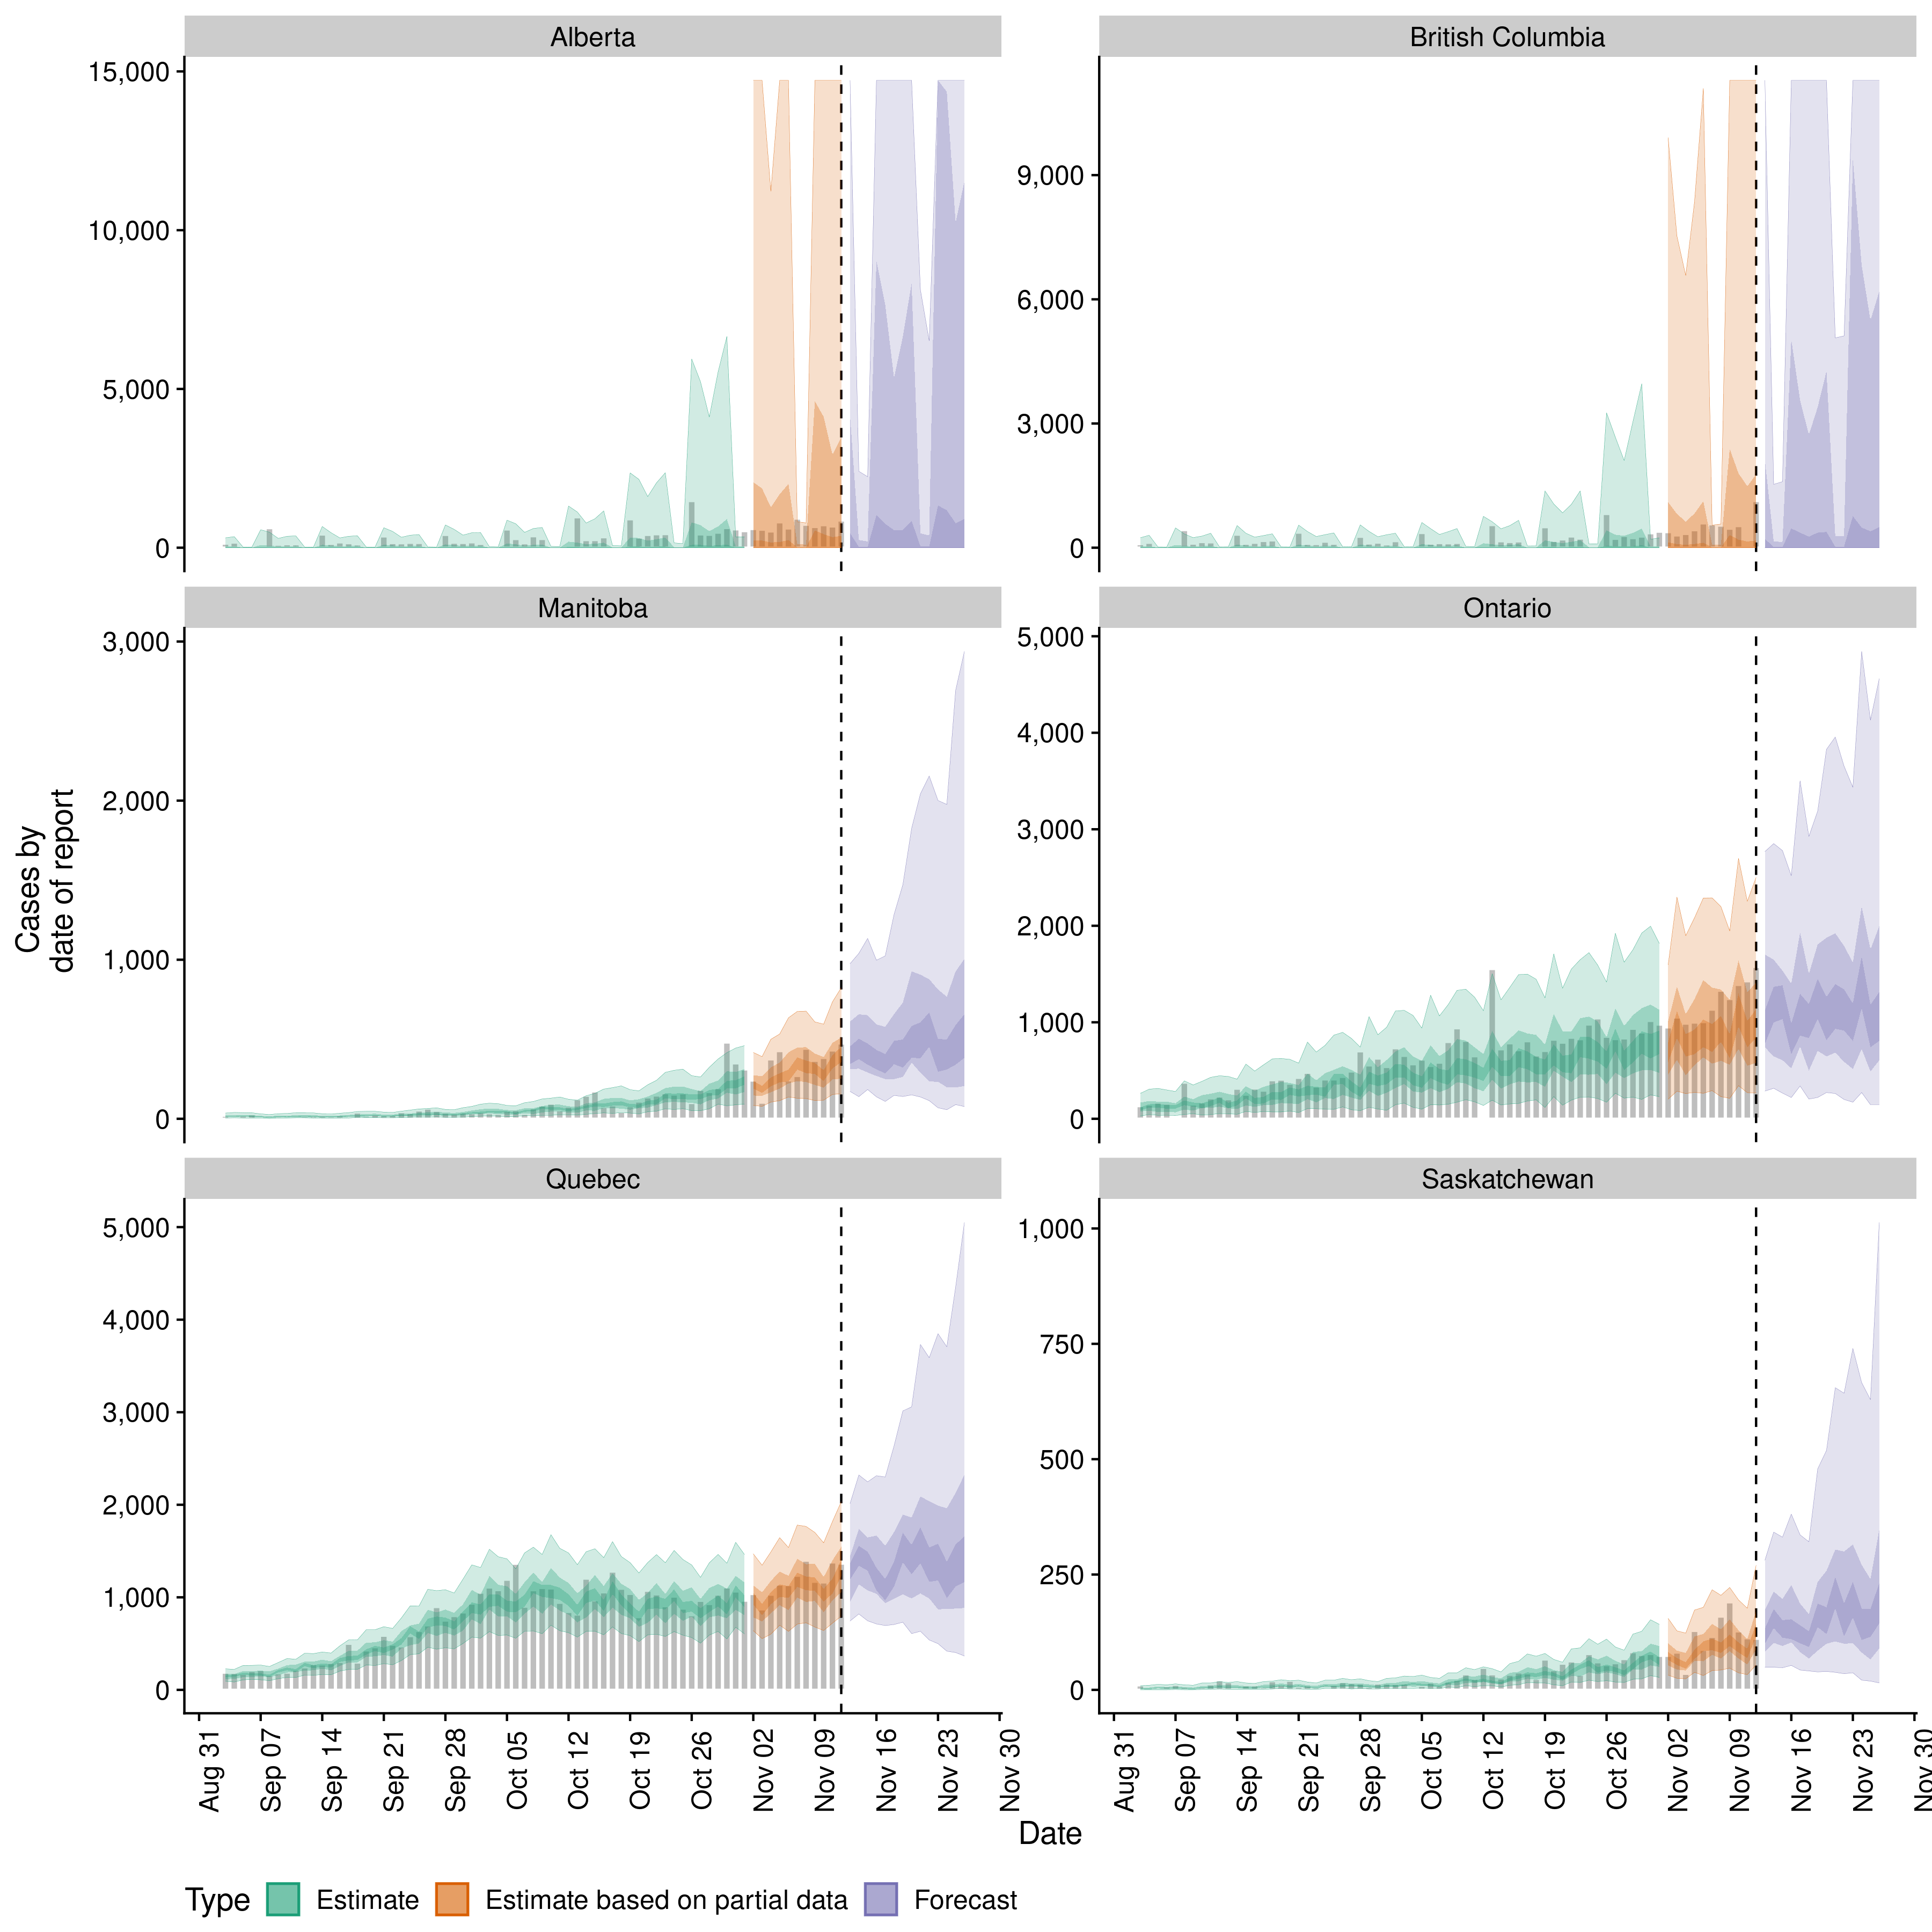 Alberta
British Columbia
15,000
10,000
5,000
0
9,000
6,000
3,000
0
Manitoba
Ontario
3,000
2,000
1,000
0
5,000
4,000
3,000
2,000
1,000
0
Cases by
date of report
Quebec
Saskatchewan
5,000
4,000
3,000
2,000
1,000
0
1,000
750
500
250
0
Aug 31
Sep 07
Sep 14
Sep 21
Sep 28
Oct 05
Oct 12
Oct 19
Oct 26
Nov 02
Nov 09
Nov 16
Nov 23
Nov 30
Aug 31
Sep 07
Sep 14
Sep 21
Sep 28
Oct 05
Oct 12
Oct 19
Oct 26
Nov 02
Nov 09
Nov 16
Nov 23
Nov 30
Date
Type Estimate Estimate based on partial data Forecast